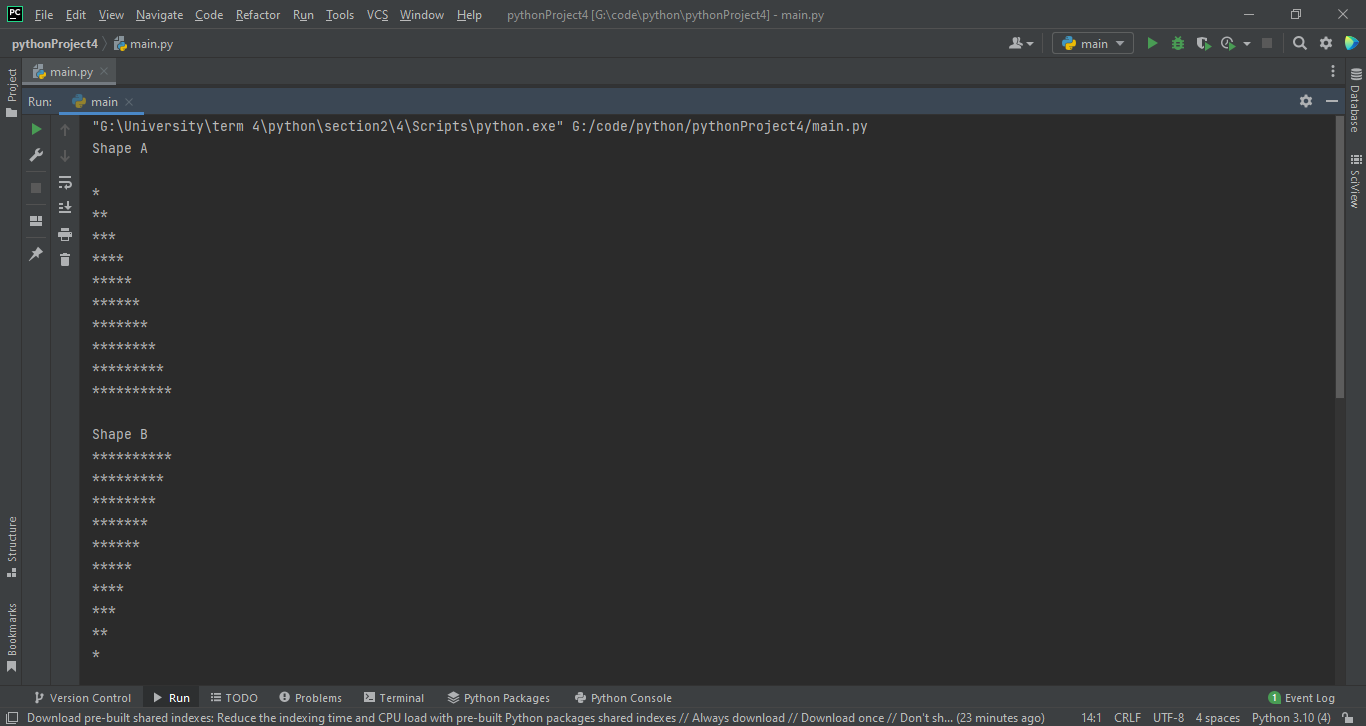 PC File Edit View Navigate Code Refactor Run Tools VCS Window Help pythonProject4 [G:\code\python\pythonProject4] - main.py
pythonProject4 main.py main
Project main.py
Run: main
"G:\University\term 4\python\section2\4\Scripts\python.exe" G:/code/python/pythonProject4/main.py
Shape A
*
**
***
****
*****
******
*******
********
*********
**********
Shape B
**********
*********
********
*******
******
*****
****
***
**
*
Database
SciView
Structure
Bookmarks
Version Control Run TODO Problems Terminal Python Packages Python Console 1 Event Log
Download pre-built shared indexes: Reduce the indexing time and CPU load with pre-built Python packages shared indexes // Always download // Download once // Don't sh... (23 minutes ago) 14:1 CRLF UTF-8 4 spaces Python 3.10 (4)